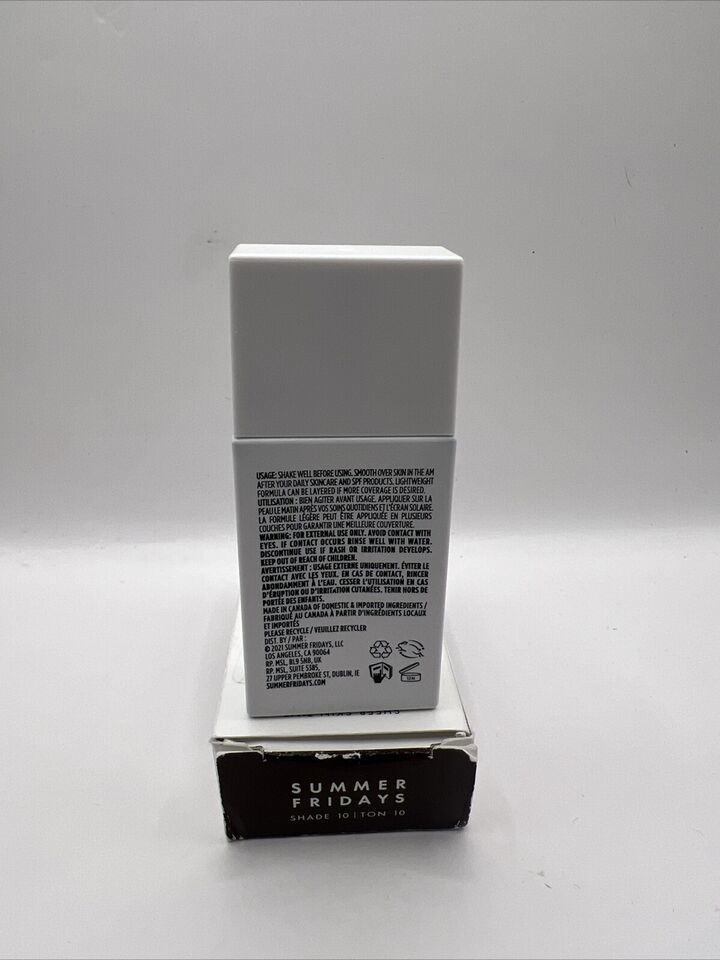 USAGE: SHAKE WELL BEFORE USING. SMOOTH OVER SKIN IN THE AM
AFTER YOUR DAILY SKINCARE AND SPF PRODUCTS. LIGHTWEIGHT
FORMULA CAN BE LAYERED IF MORE COVERAGE IS DESIRED.
UTILISATION : BIEN AGITER AVANT USAGE. APPLIQUER SUR LA
PEAU LE MATIN APRÈS VOS SOINS QUOTIDIENS ET L'ÉCRAN SOLAIRE.
LA FORMULE LÉGÈRE PEUT ÊTRE APPLIQUÉE EN PLUSIEURS
COUCHES POUR GARANTIR UNE MEILLEURE COUVERTURE.
WARNING: FOR EXTERNAL USE ONLY. AVOID CONTACT WITH
EYES. IF CONTACT OCCURS RINSE WELL WITH WATER.
DISCONTINUE USE IF RASH OR IRRITATION DEVELOPS.
KEEP OUT OF REACH OF CHILDREN.
AVERTISSEMENT : USAGE EXTERNE UNIQUEMENT. ÉVITER LE
CONTACT AVEC LES YEUX. EN CAS DE CONTACT, RINCER
ABONDAMMENT À L'EAU. CESSER L'UTILISATION EN CAS
D'ÉRUPTION OU D'IRRITATION CUTANÉES. TENIR HORS DE
PORTÉE DES ENFANTS.
MADE IN CANADA OF DOMESTIC & IMPORTED INGREDIENTS /
FABRIQUÉ AU CANADA À PARTIR D'INGRÉDIENTS LOCAUX
ET IMPORTÉS
PLEASE RECYCLE / VEUILLEZ RECYCLER
DIST. BY / PAR :
© 2021 SUMMER FRIDAYS, LLC
LOS ANGELES, CA 90064
RP. MSL, BL9 5NB, UK
RP. MSL, SUITE 5385,
27 UPPER PEMBROKE ST, DUBLIN, IE
SUMMERFRIDAYS.COM
12M
SUMMER
FRIDAYS
SHADE 10 | TON 10